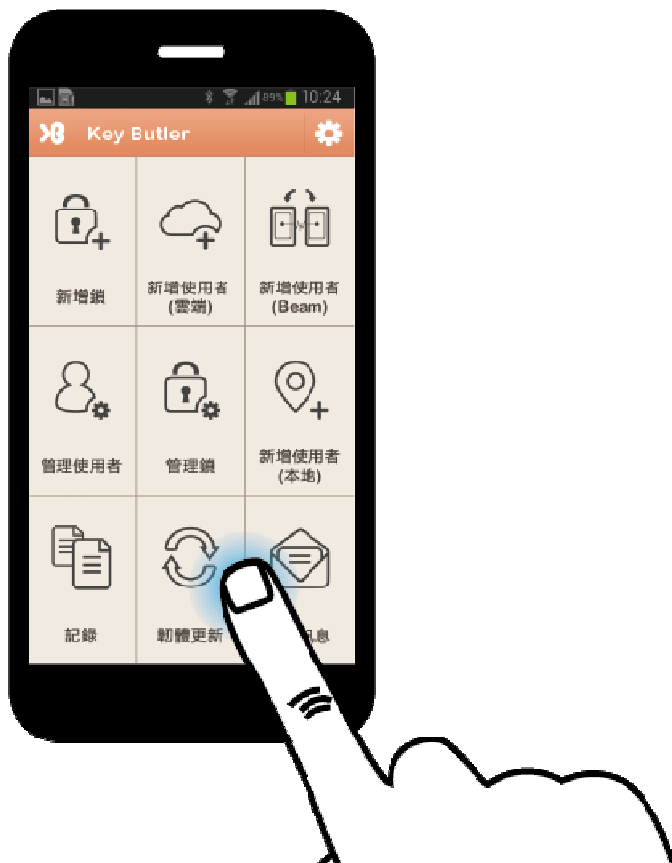 89% 10:24
Key Butler
新增鎖
新增使用者
(雲端)
新增使用者
(Beam)
管理使用者
管理鎖
新增使用者
(本地)
記錄
韌體更新
息